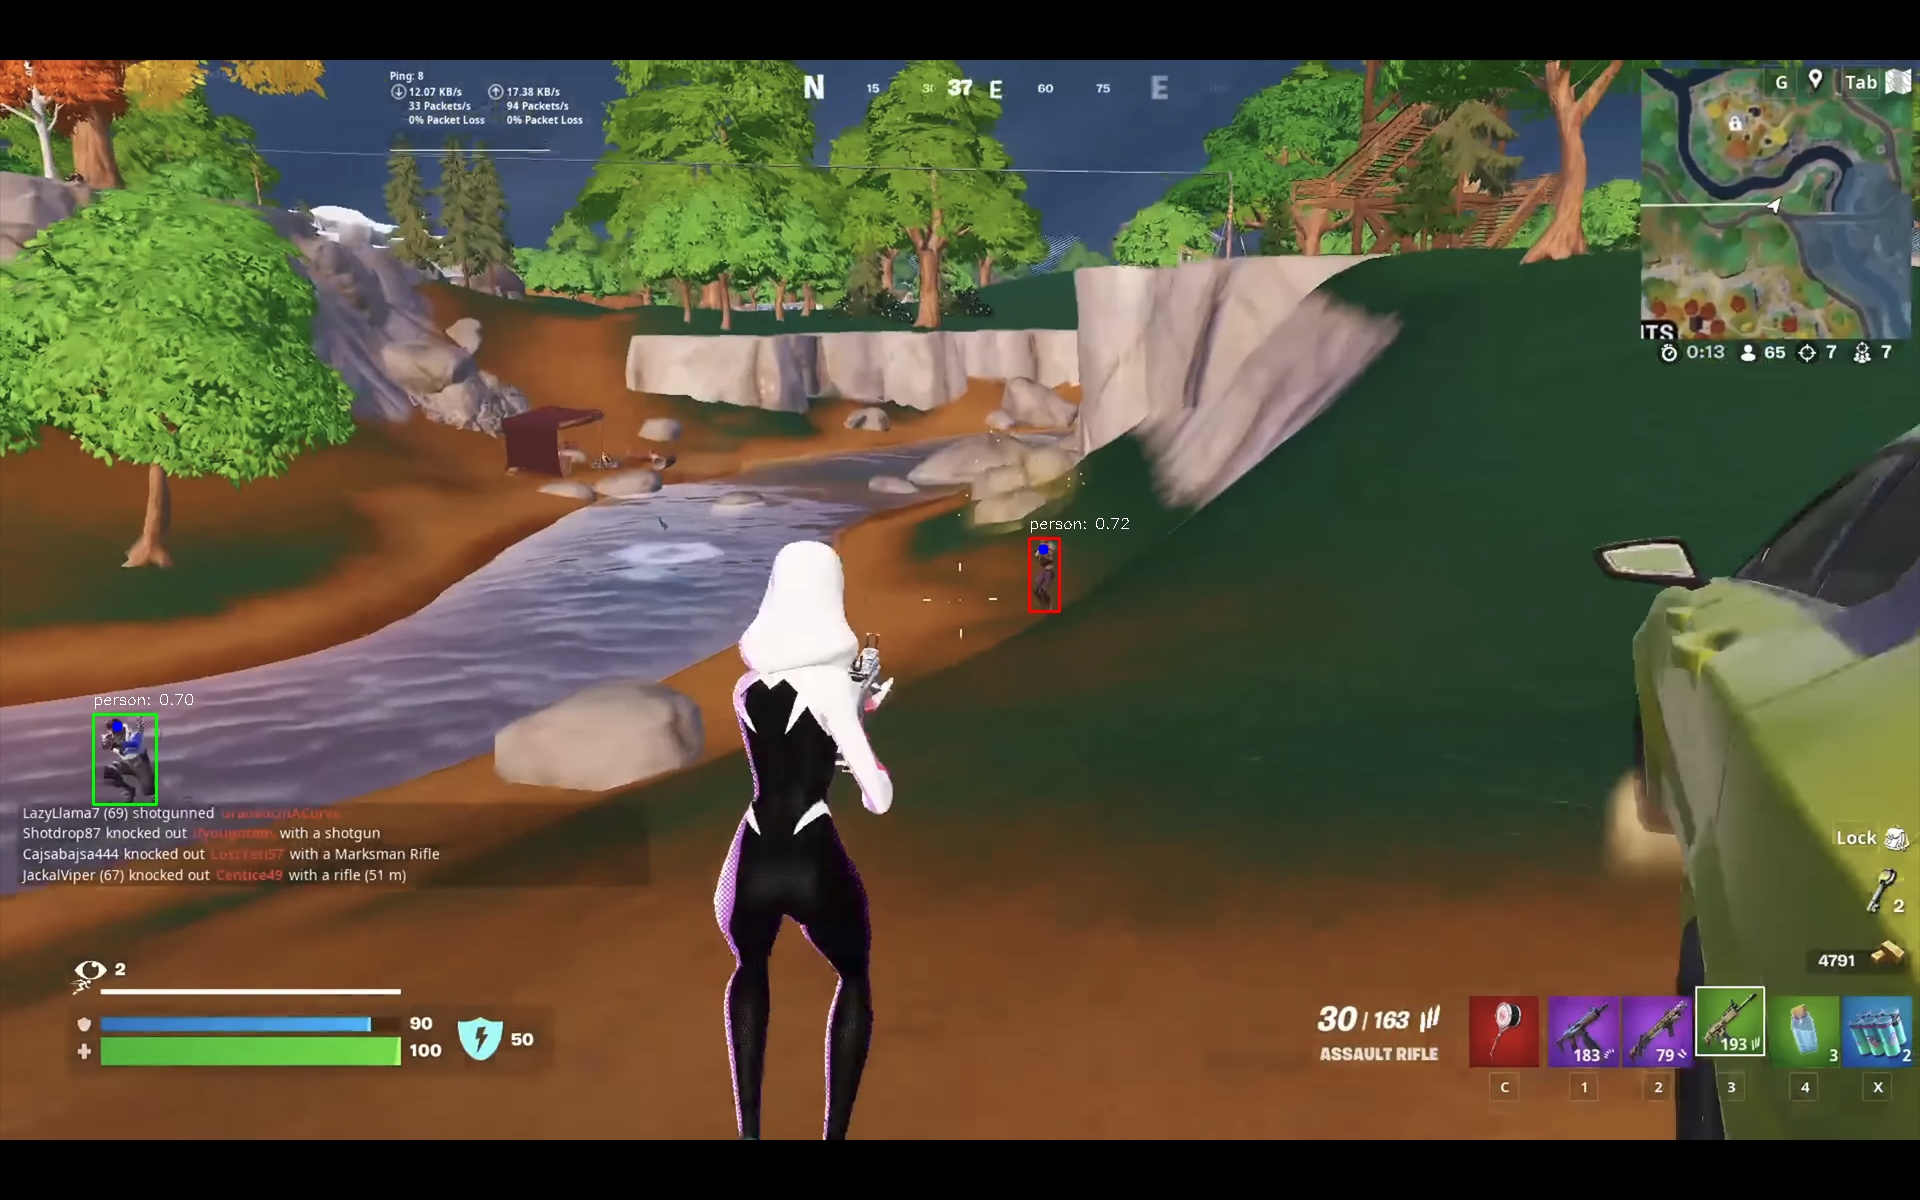 Ping: 8
12.07 KB/s 17.38 KB/s
33 Packets/s 94 Packets/s
0% Packet Loss 0% Packet Loss
N 15 37 E 60 75 E
G Tab
ITS
0:13 65 7 7
person: 0.72
person: 0.70
LazyLlama7 (69) shotgunned
Shotdrop87 knocked out with a shotgun
Cajsabajsa444 knocked out LostYeti57 with a Marksman Rifle
JackalViper (67) knocked out Centice49 with a rifle (51 m)
Lock
2
4791
2
90
100
50
30 / 163
ASSAULT RIFLE
183 79 193 3 2
C 1 2 3 4 X